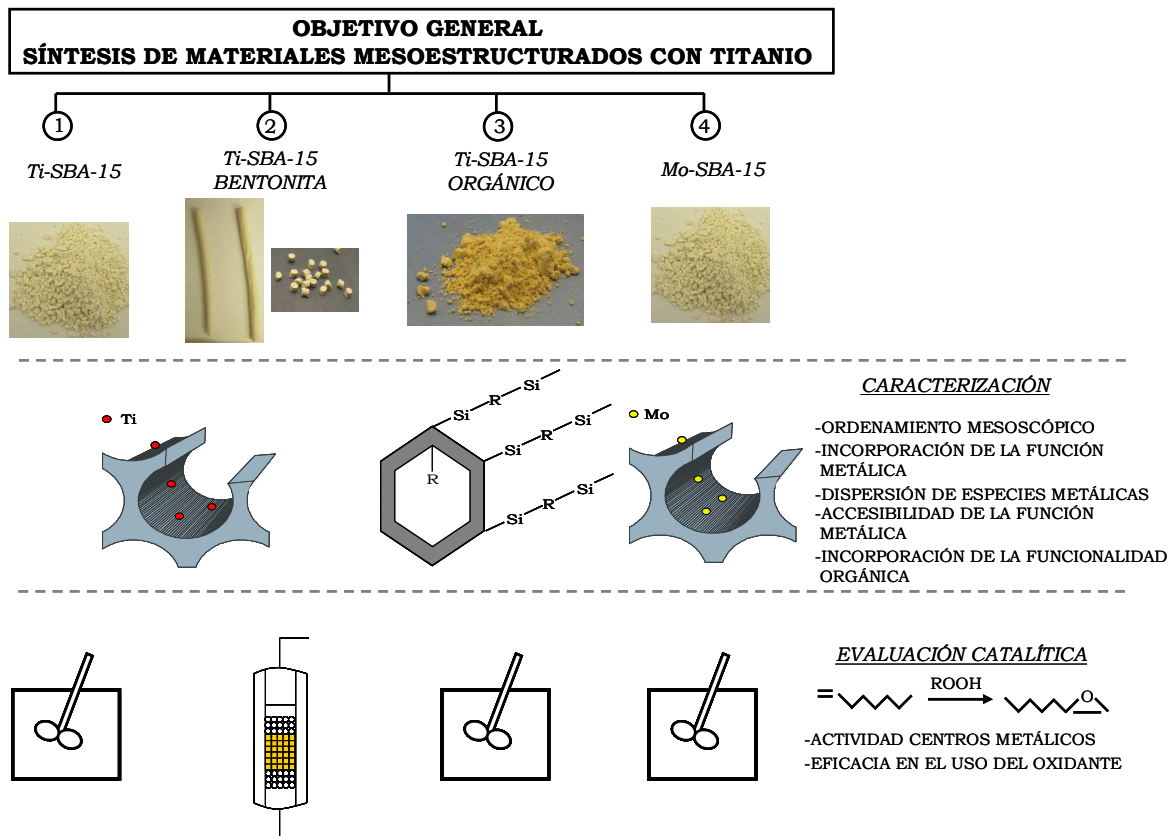 OBJETIVO GENERAL
SÍNTESIS DE MATERIALES MESOESTRUCTURADOS CON TITANIO
1
2
3
4
Ti-SBA-15
Ti-SBA-15
BENTONITA
Ti-SBA-15
ORGÁNICO
Mo-SBA-15
Ti
Si
R
Si
Si
R
Si
R
Si
R
Si
Mo
CARACTERIZACIÓN
-ORDENAMIENTO MESOSCÓPICO
-INCORPORACIÓN DE LA FUNCIÓN
METÁLICA
-DISPERSIÓN DE ESPECIES METÁLICAS
-ACCESIBILIDAD DE LA FUNCIÓN
METÁLICA
-INCORPORACIÓN DE LA FUNCIONALIDAD
ORGÁNICA
EVALUACIÓN CATALÍTICA
=
ROOH
O
-ACTIVIDAD CENTROS METÁLICOS
-EFICACIA EN EL USO DEL OXIDANTE